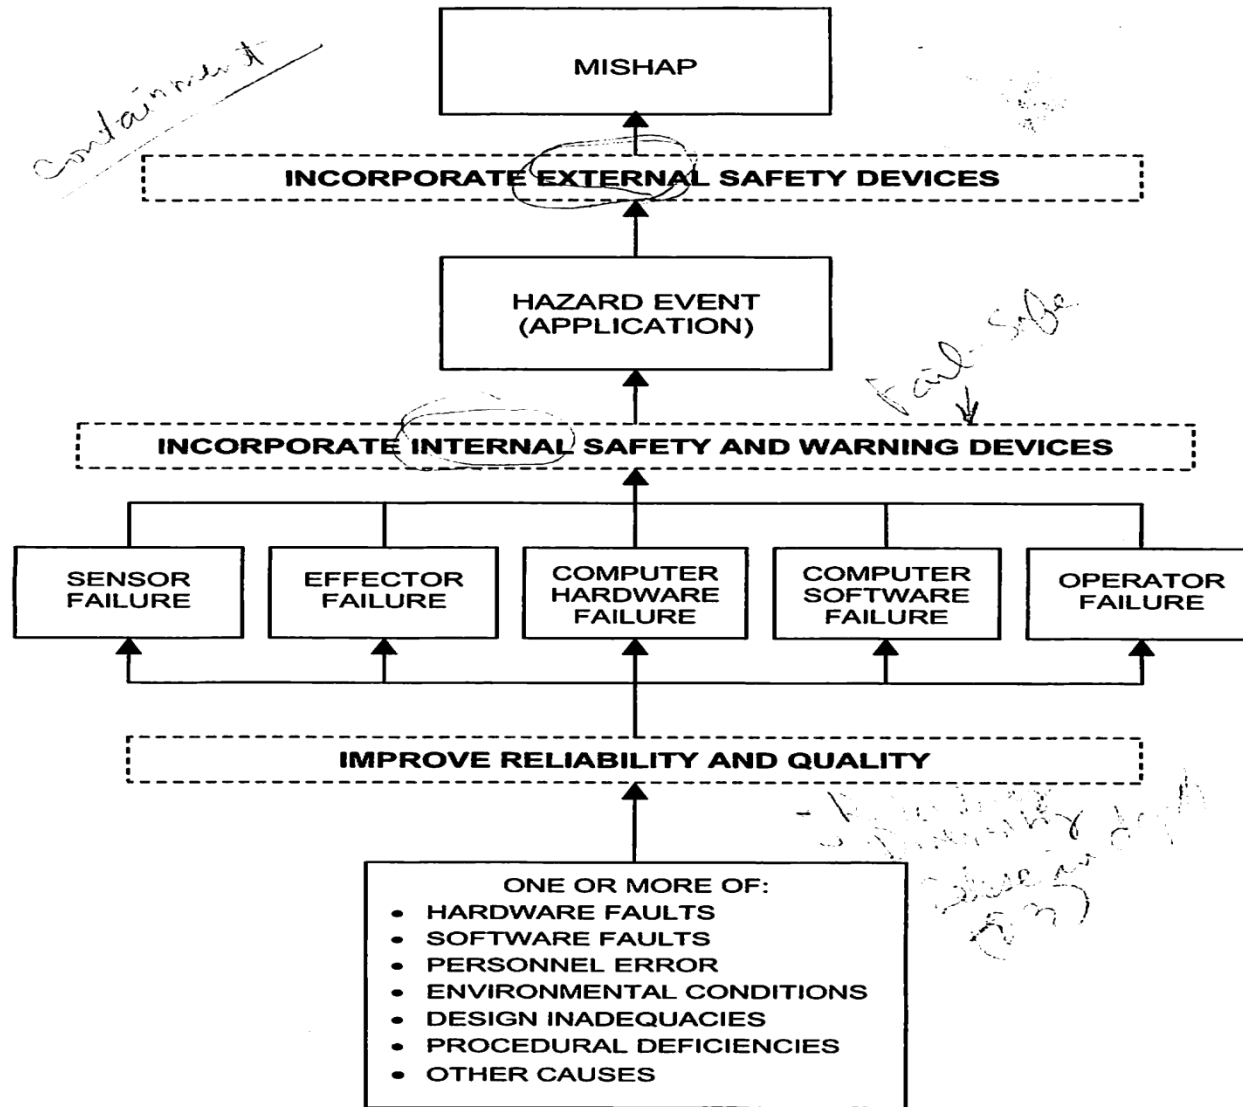 Containment
MISHAP
INCORPORATE EXTERNAL SAFETY DEVICES
HAZARD EVENT
(APPLICATION)
Fail-Safe
INCORPORATE INTERNAL SAFETY AND WARNING DEVICES
SENSOR
FAILURE
EFFECTOR
FAILURE
COMPUTER
HARDWARE
FAILURE
COMPUTER
SOFTWARE
FAILURE
OPERATOR
FAILURE
IMPROVE RELIABILITY AND QUALITY
in depth
ONE OR MORE OF:
• HARDWARE FAULTS
• SOFTWARE FAULTS
• PERSONNEL ERROR
• ENVIRONMENTAL CONDITIONS
• DESIGN INADEQUACIES
• PROCEDURAL DEFICIENCIES
• OTHER CAUSES